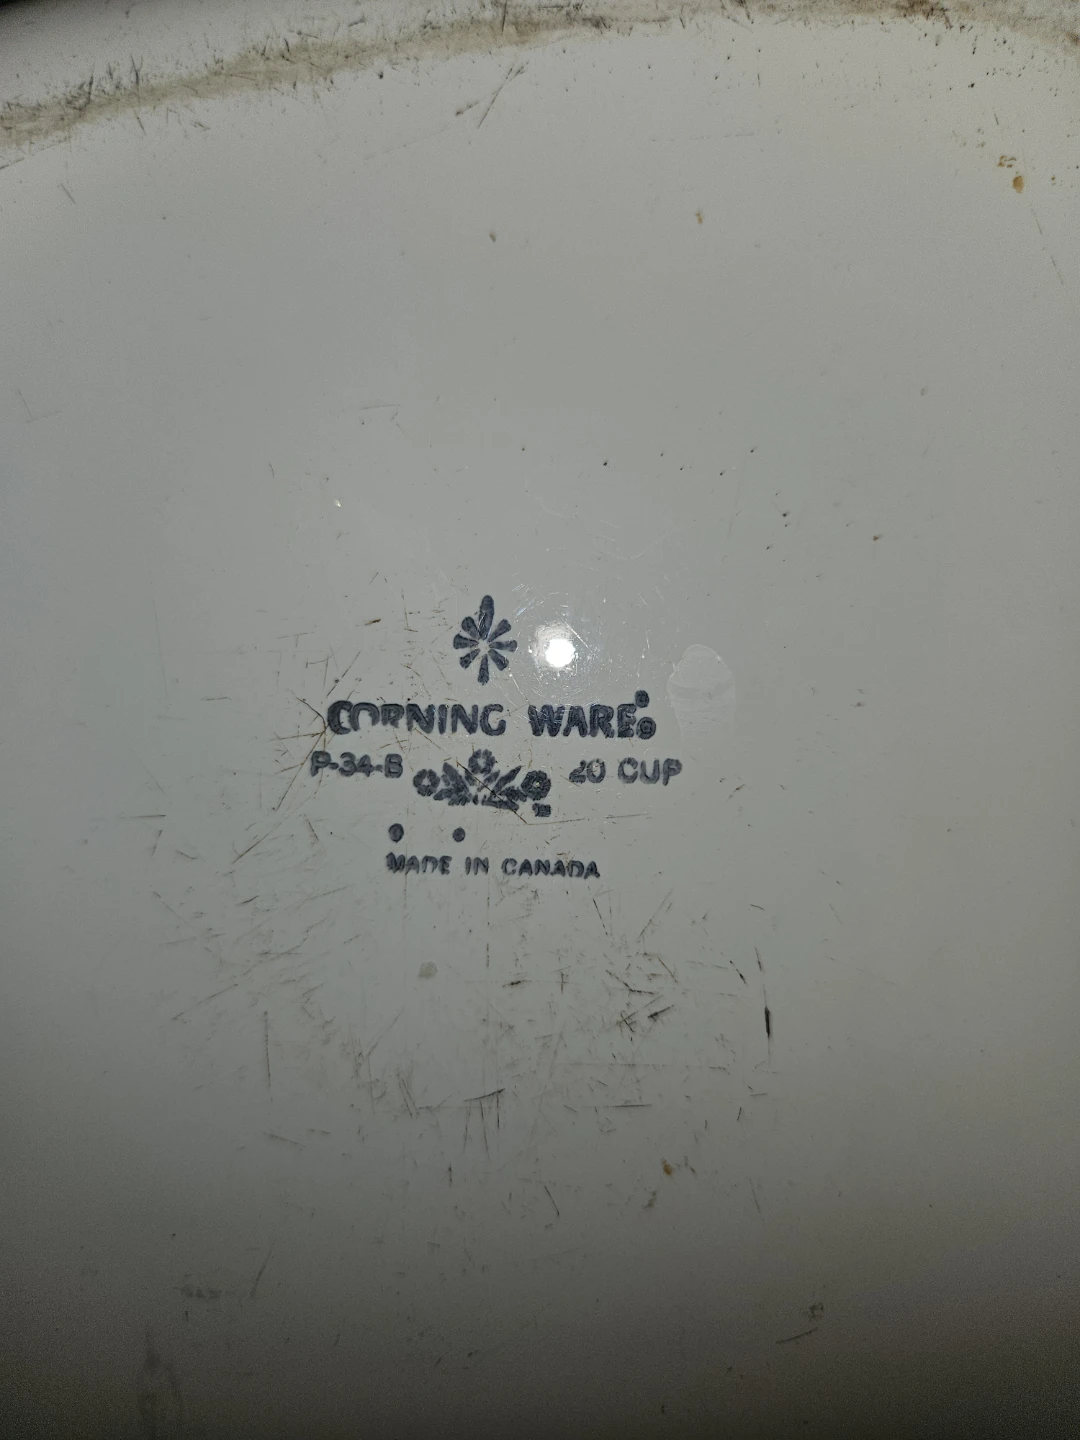 CORNING WARE®
P-34-B 20 CUP
MADE IN CANADA